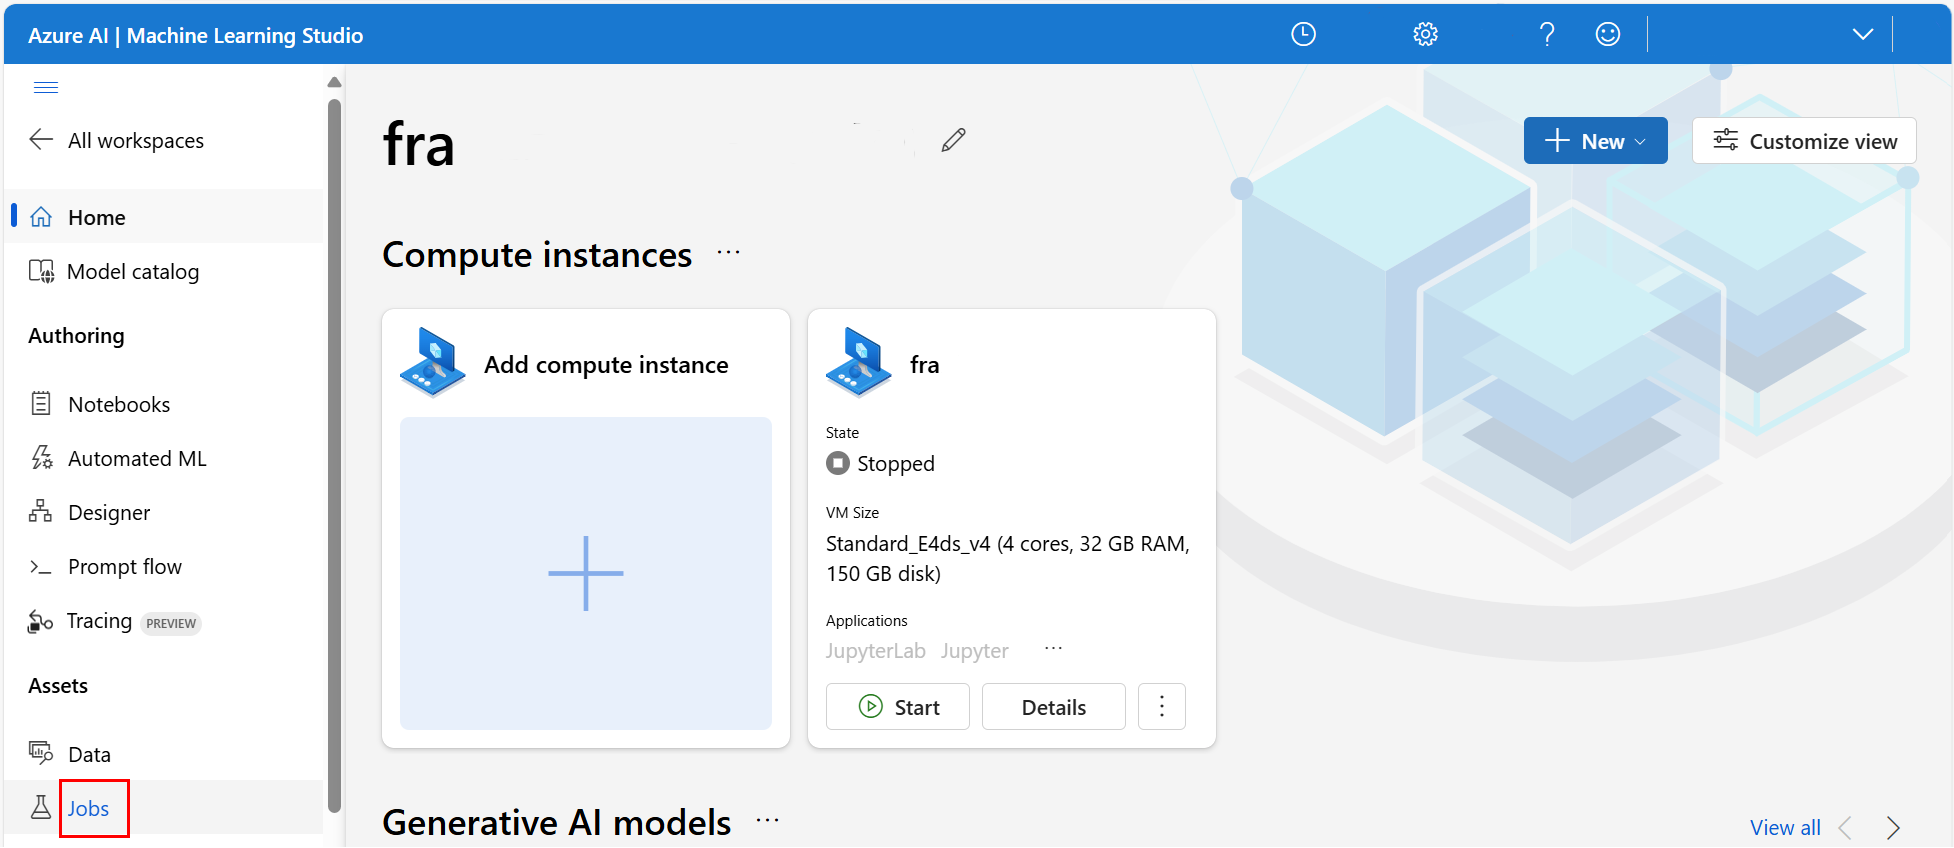 Azure AI | Machine Learning Studio
All workspaces
Home
Model catalog
Authoring
Notebooks
Automated ML
Designer
Prompt flow
Tracing PREVIEW
Assets
Data
Jobs
fra
New
Customize view
Compute instances ...
Add compute instance
fra
State
Stopped
VM Size
Standard_E4ds_v4 (4 cores, 32 GB RAM,
150 GB disk)
Applications
JupyterLab Jupyter ...
Start
Details
Generative AI models ...
View all